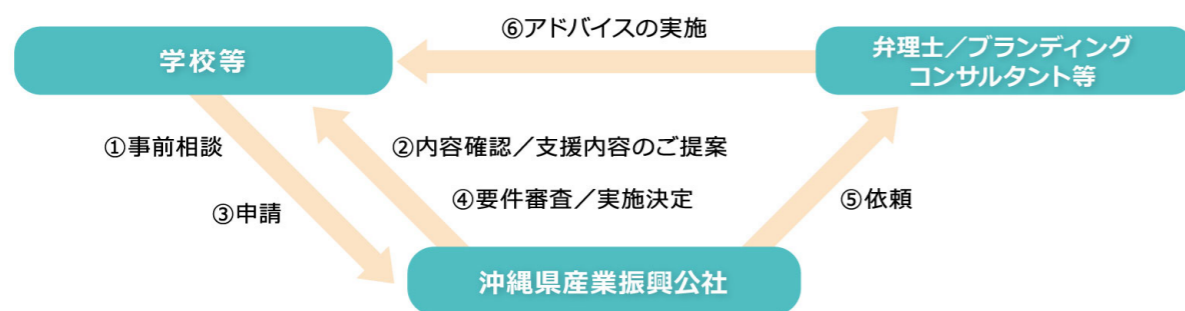 ⑥アドバイスの実施
学校等
弁理士／ブランディング
コンサルタント等
①事前相談
②内容確認／支援内容のご提案
③申請
④要件審査／実施決定
⑤依頼
沖縄県産業振興公社